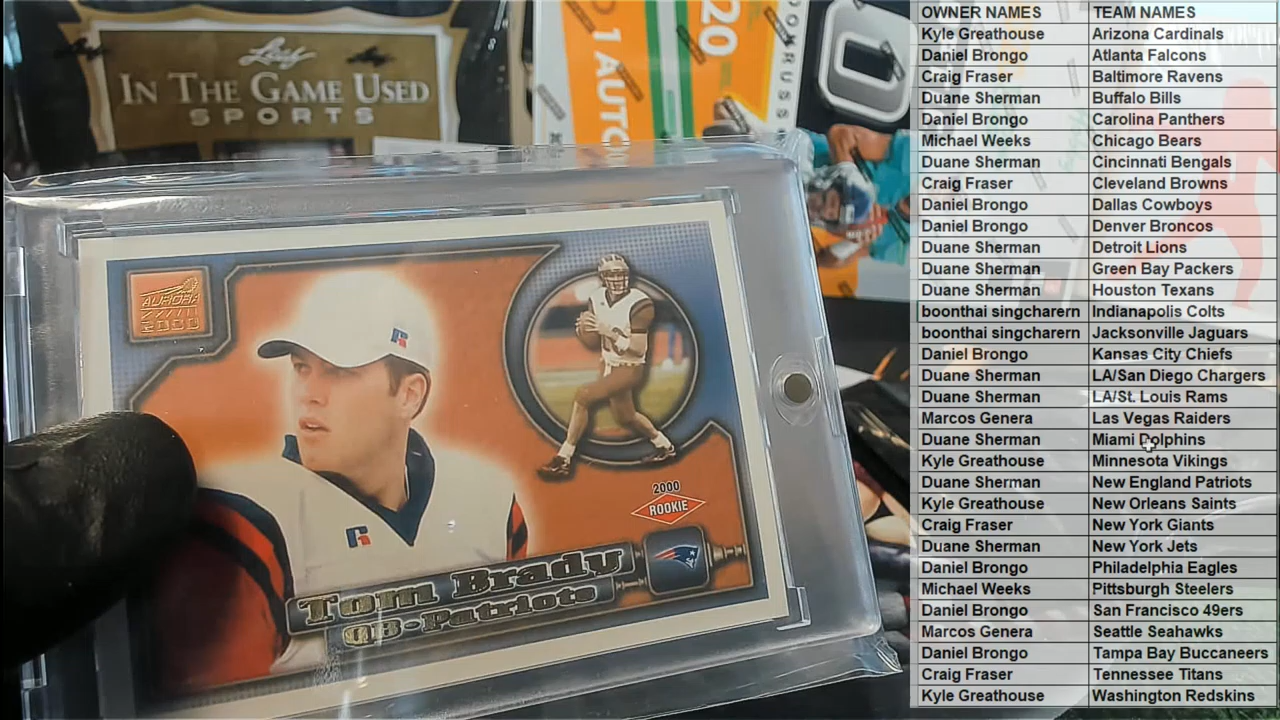 Leaf
IN THE GAME USED
SPORTS
1 AUTO
20
AURORA
2000
2000
ROOKIE
Tom Brady
QB·Patriots
OWNER NAMES TEAM NAMES
Kyle Greathouse Arizona Cardinals
Daniel Brongo Atlanta Falcons
Craig Fraser Baltimore Ravens
Duane Sherman Buffalo Bills
Daniel Brongo Carolina Panthers
Michael Weeks Chicago Bears
Duane Sherman Cincinnati Bengals
Craig Fraser Cleveland Browns
Daniel Brongo Dallas Cowboys
Daniel Brongo Denver Broncos
Duane Sherman Detroit Lions
Duane Sherman Green Bay Packers
Duane Sherman Houston Texans
boonthai singcharern Indianapolis Colts
boonthai singcharern Jacksonville Jaguars
Daniel Brongo Kansas City Chiefs
Duane Sherman LA/San Diego Chargers
Duane Sherman LA/St. Louis Rams
Marcos Genera Las Vegas Raiders
Duane Sherman Miami Dolphins
Kyle Greathouse Minnesota Vikings
Duane Sherman New England Patriots
Kyle Greathouse New Orleans Saints
Craig Fraser New York Giants
Duane Sherman New York Jets
Daniel Brongo Philadelphia Eagles
Michael Weeks Pittsburgh Steelers
Daniel Brongo San Francisco 49ers
Marcos Genera Seattle Seahawks
Daniel Brongo Tampa Bay Buccaneers
Craig Fraser Tennessee Titans
Kyle Greathouse Washington Redskins